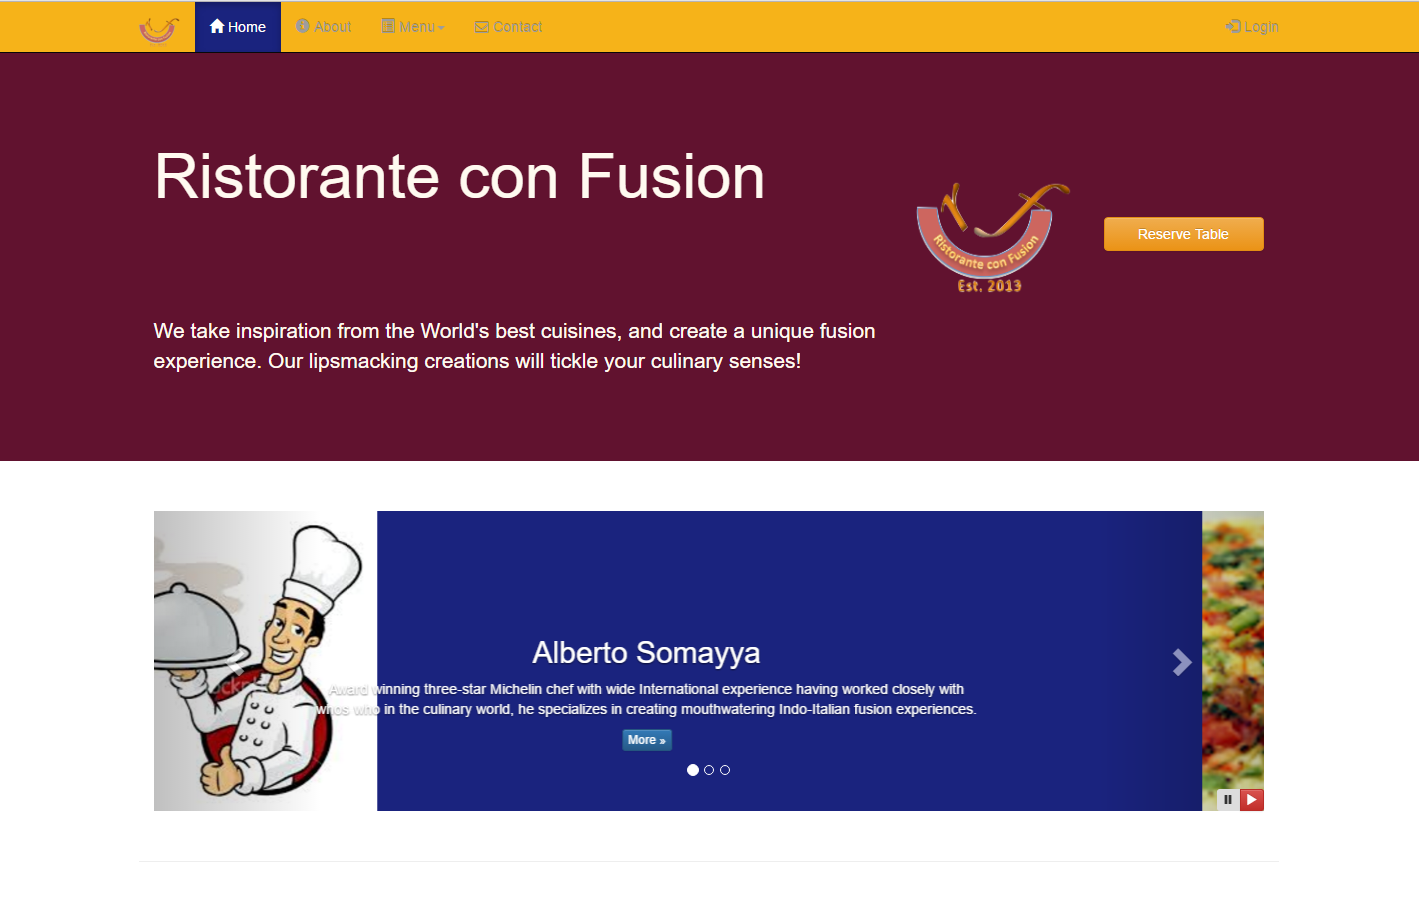 Home About Menu Contact Login
Ristorante con Fusion
Ristorante con Fusion
Est. 2013
Reserve Table
We take inspiration from the World's best cuisines, and create a unique fusion
experience. Our lipsmacking creations will tickle your culinary senses!
Alberto Somayya
Award winning three-star Michelin chef with wide International experience having worked closely with
whos who in the culinary world, he specializes in creating mouthwatering Indo-Italian fusion experiences.
More »